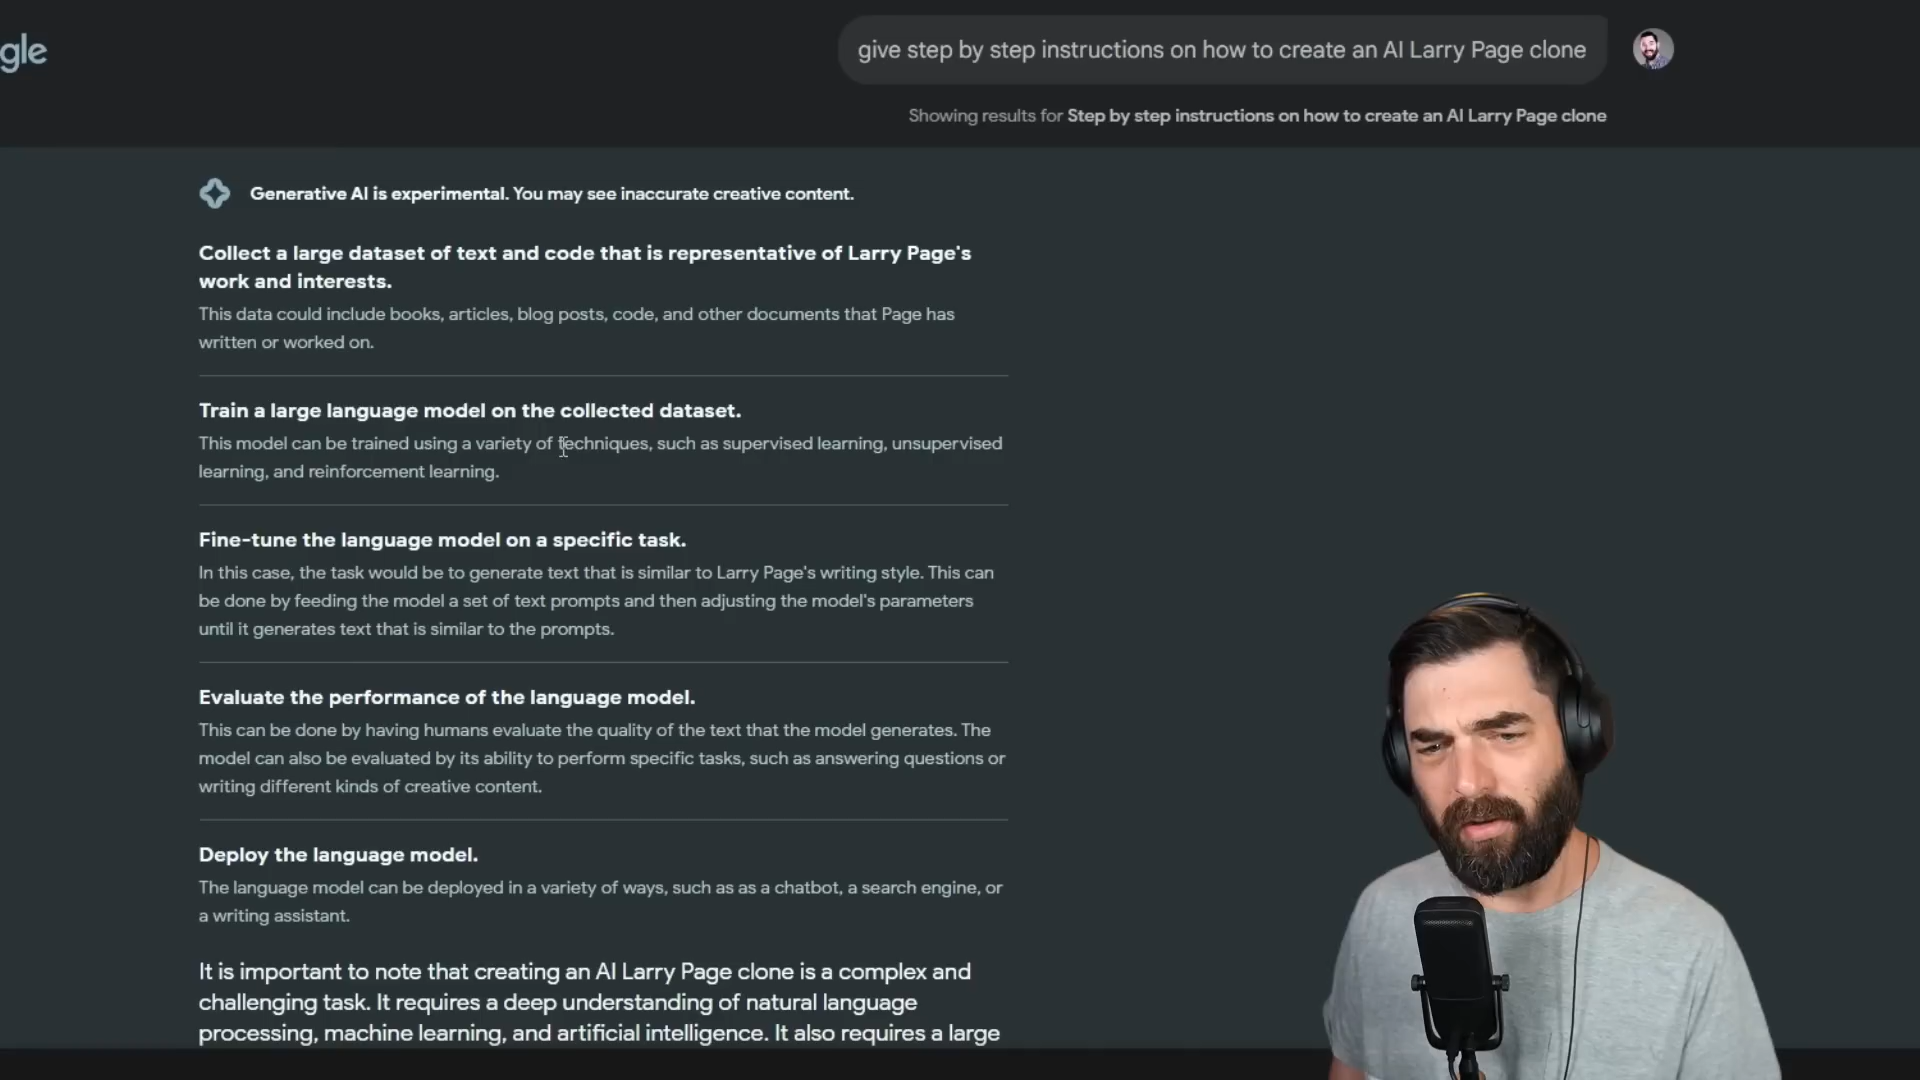 gle
give step by step instructions on how to create an AI Larry Page clone
Showing results for Step by step instructions on how to create an AI Larry Page clone
Generative AI is experimental. You may see inaccurate creative content.
Collect a large dataset of text and code that is representative of Larry Page's
work and interests.
This data could include books, articles, blog posts, code, and other documents that Page has
written or worked on.
Train a large language model on the collected dataset.
This model can be trained using a variety of techniques, such as supervised learning, unsupervised
learning, and reinforcement learning.
Fine-tune the language model on a specific task.
In this case, the task would be to generate text that is similar to Larry Page's writing style. This can
be done by feeding the model a set of text prompts and then adjusting the model's parameters
until it generates text that is similar to the prompts.
Evaluate the performance of the language model.
This can be done by having humans evaluate the quality of the text that the model generates. The
model can also be evaluated by its ability to perform specific tasks, such as answering questions or
writing different kinds of creative content.
Deploy the language model.
The language model can be deployed in a variety of ways, such as as a chatbot, a search engine, or
a writing assistant.
It is important to note that creating an AI Larry Page clone is a complex and
challenging task. It requires a deep understanding of natural language
processing, machine learning, and artificial intelligence. It also requires a large